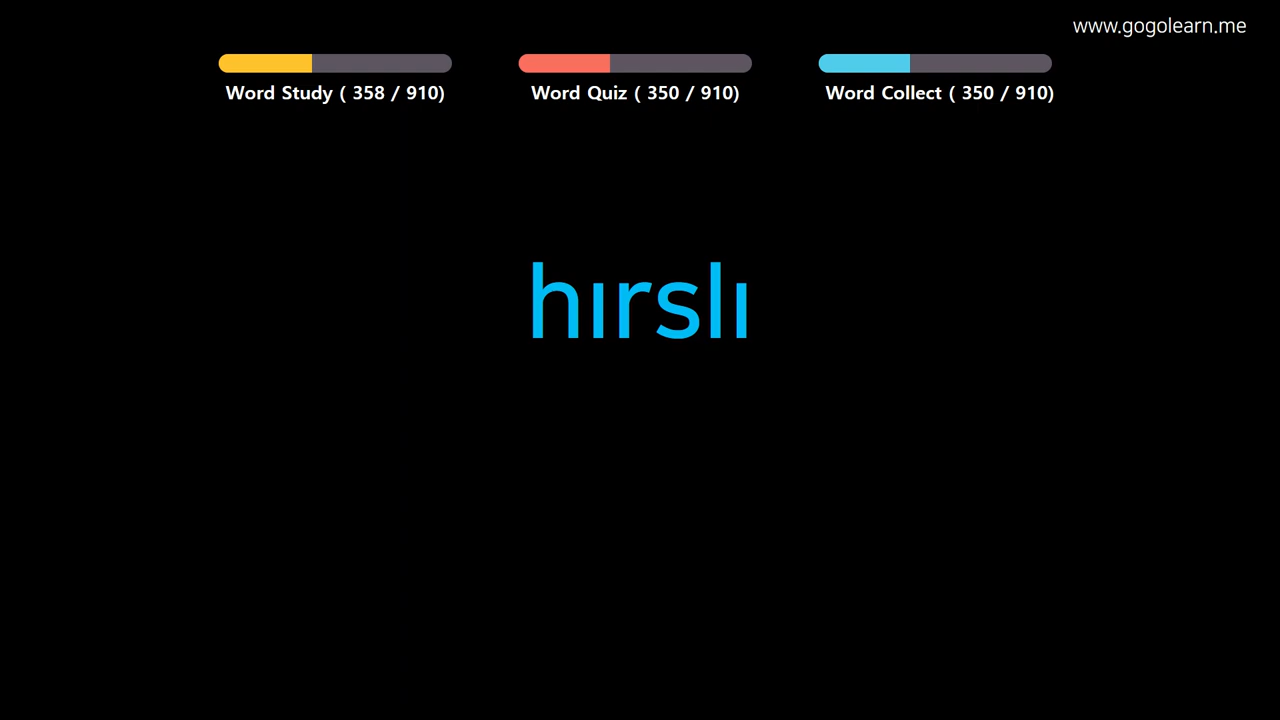 www.gogolearn.me
Word Study ( 358 / 910)
Word Quiz ( 350 / 910)
Word Collect ( 350 / 910)
hırslı